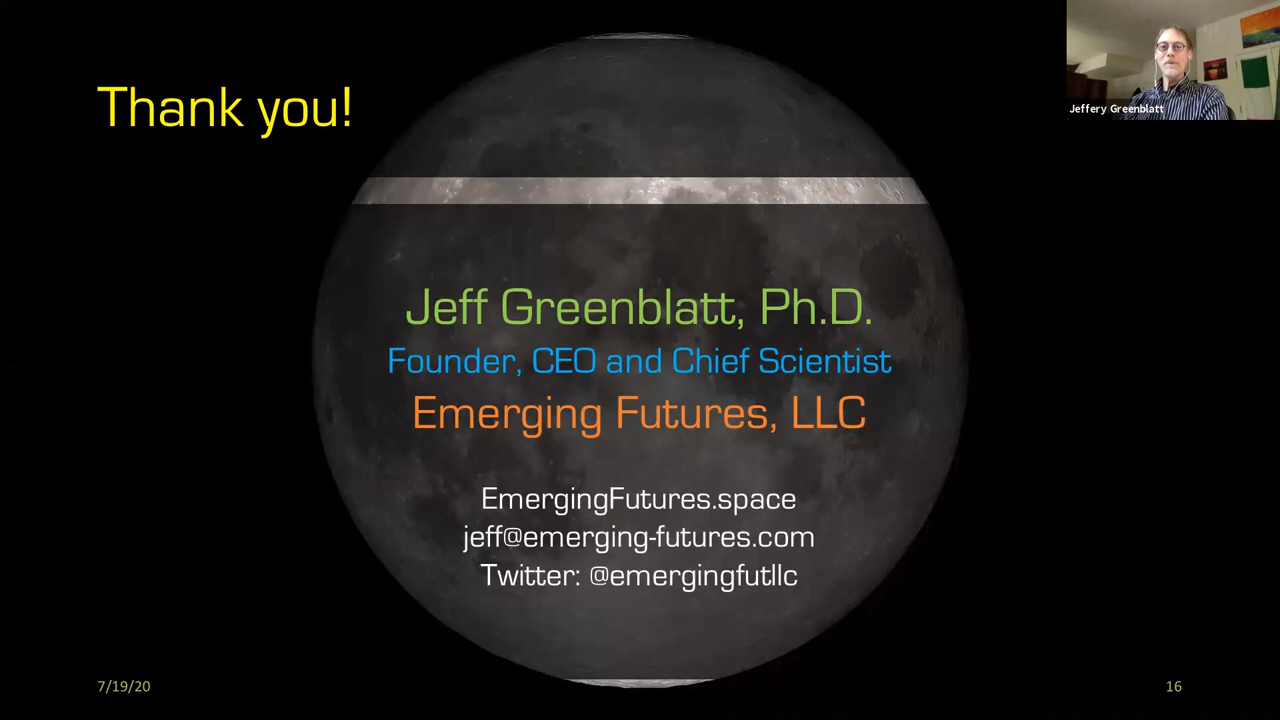 Thank you!
Jeffery Greenblatt
Jeff Greenblatt, Ph.D.
Founder, CEO and Chief Scientist
Emerging Futures, LLC
EmergingFutures.space
jeff@emerging-futures.com
Twitter: @emergingfutllc
7/19/20
16